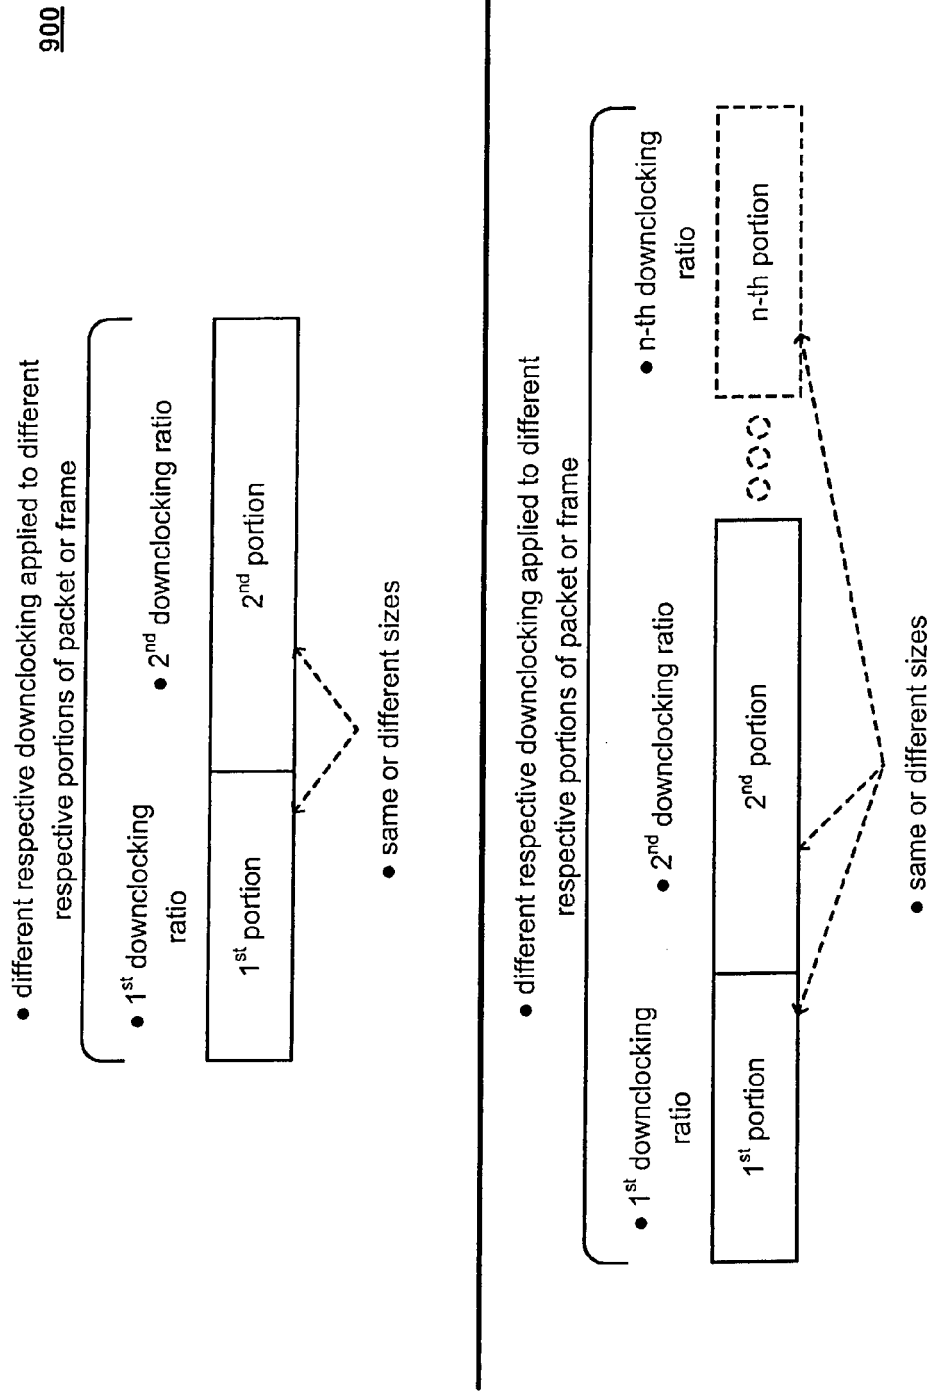 900
● different respective downclocking applied to different
respective portions of packet or frame
● 1st downclocking
ratio
● 2nd downclocking ratio
1st portion
2nd portion
● same or different sizes
● different respective downclocking applied to different
respective portions of packet or frame
● 1st downclocking
ratio
● 2nd downclocking ratio
● n-th downclocking
ratio
1st portion
2nd portion
n-th portion
● same or different sizes